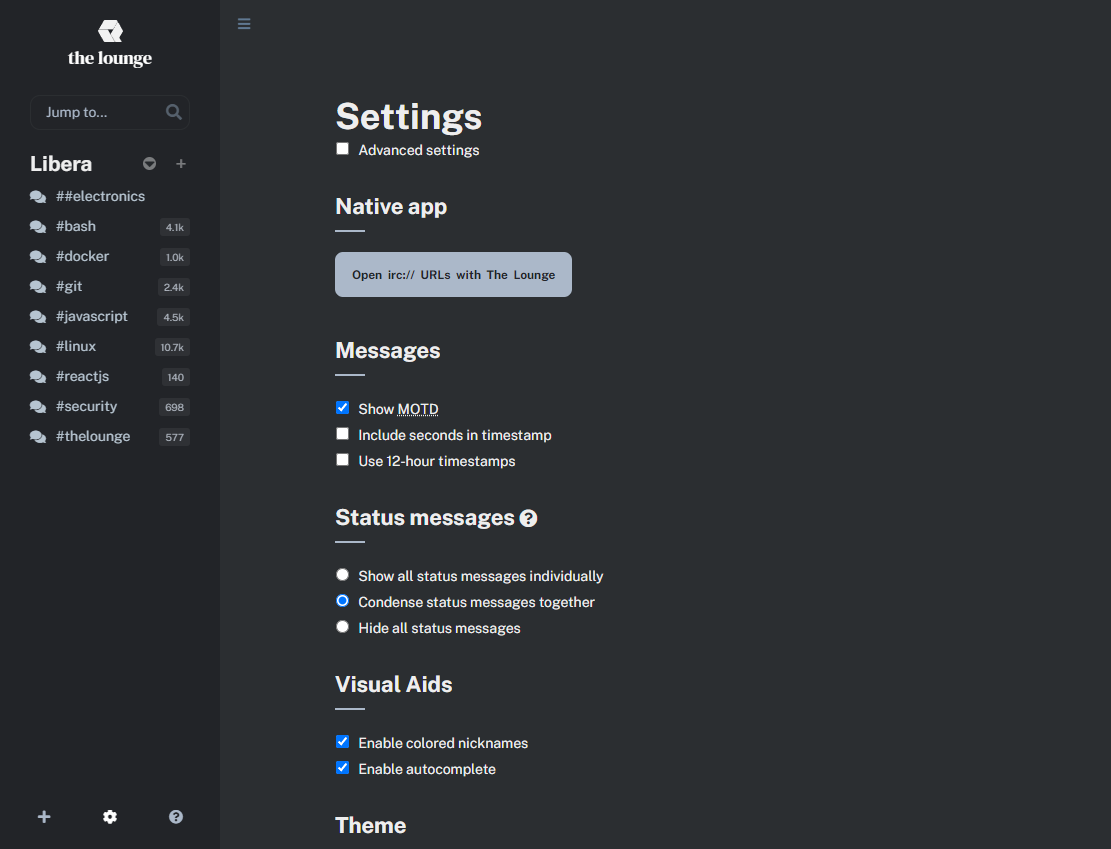 the lounge
Jump to...
Libera
##electronics
#bash 4.1k
#docker 1.0k
#git 2.4k
#javascript 4.5k
#linux 10.7k
#reactjs 140
#security 698
#thelounge 577
Settings
Advanced settings
Native app
Open irc:// URLs with The Lounge
Messages
Show MOTD
Include seconds in timestamp
Use 12-hour timestamps
Status messages
Show all status messages individually
Condense status messages together
Hide all status messages
Visual Aids
Enable colored nicknames
Enable autocomplete
Theme